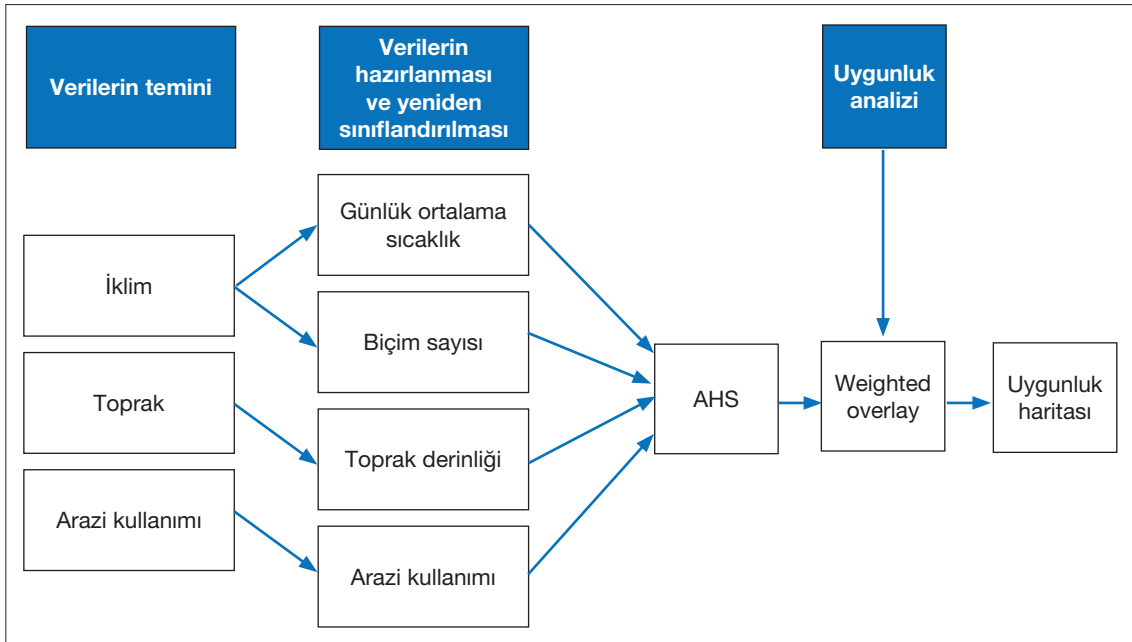 Verilerin temini
Verilerin
hazırlanması
ve yeniden
sınıflandırılması
Uygunluk
analizi
İklim
Toprak
Arazi kullanımı
Günlük ortalama
sıcaklık
Biçim sayısı
Toprak derinliği
Arazi kullanımı
AHS
Weighted
overlay
Uygunluk
haritası